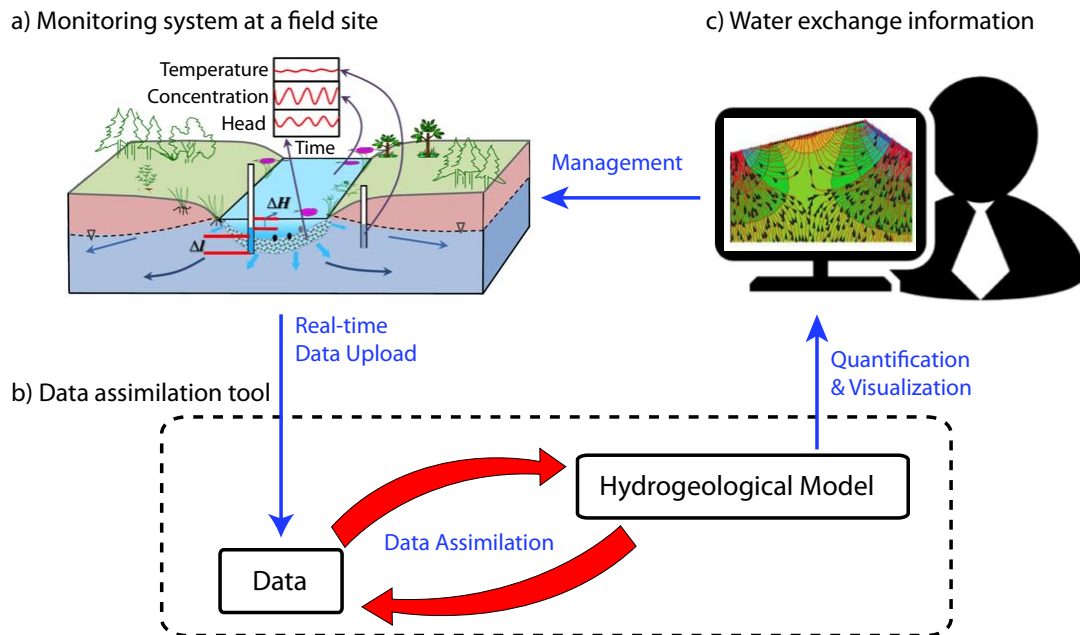 a) Monitoring system at a field site
c) Water exchange information
Temperature
Concentration
Head
Time
ΔH
Δl
Management
Real-time
Data Upload
Quantification
& Visualization
b) Data assimilation tool
Hydrogeological Model
Data Assimilation
Data